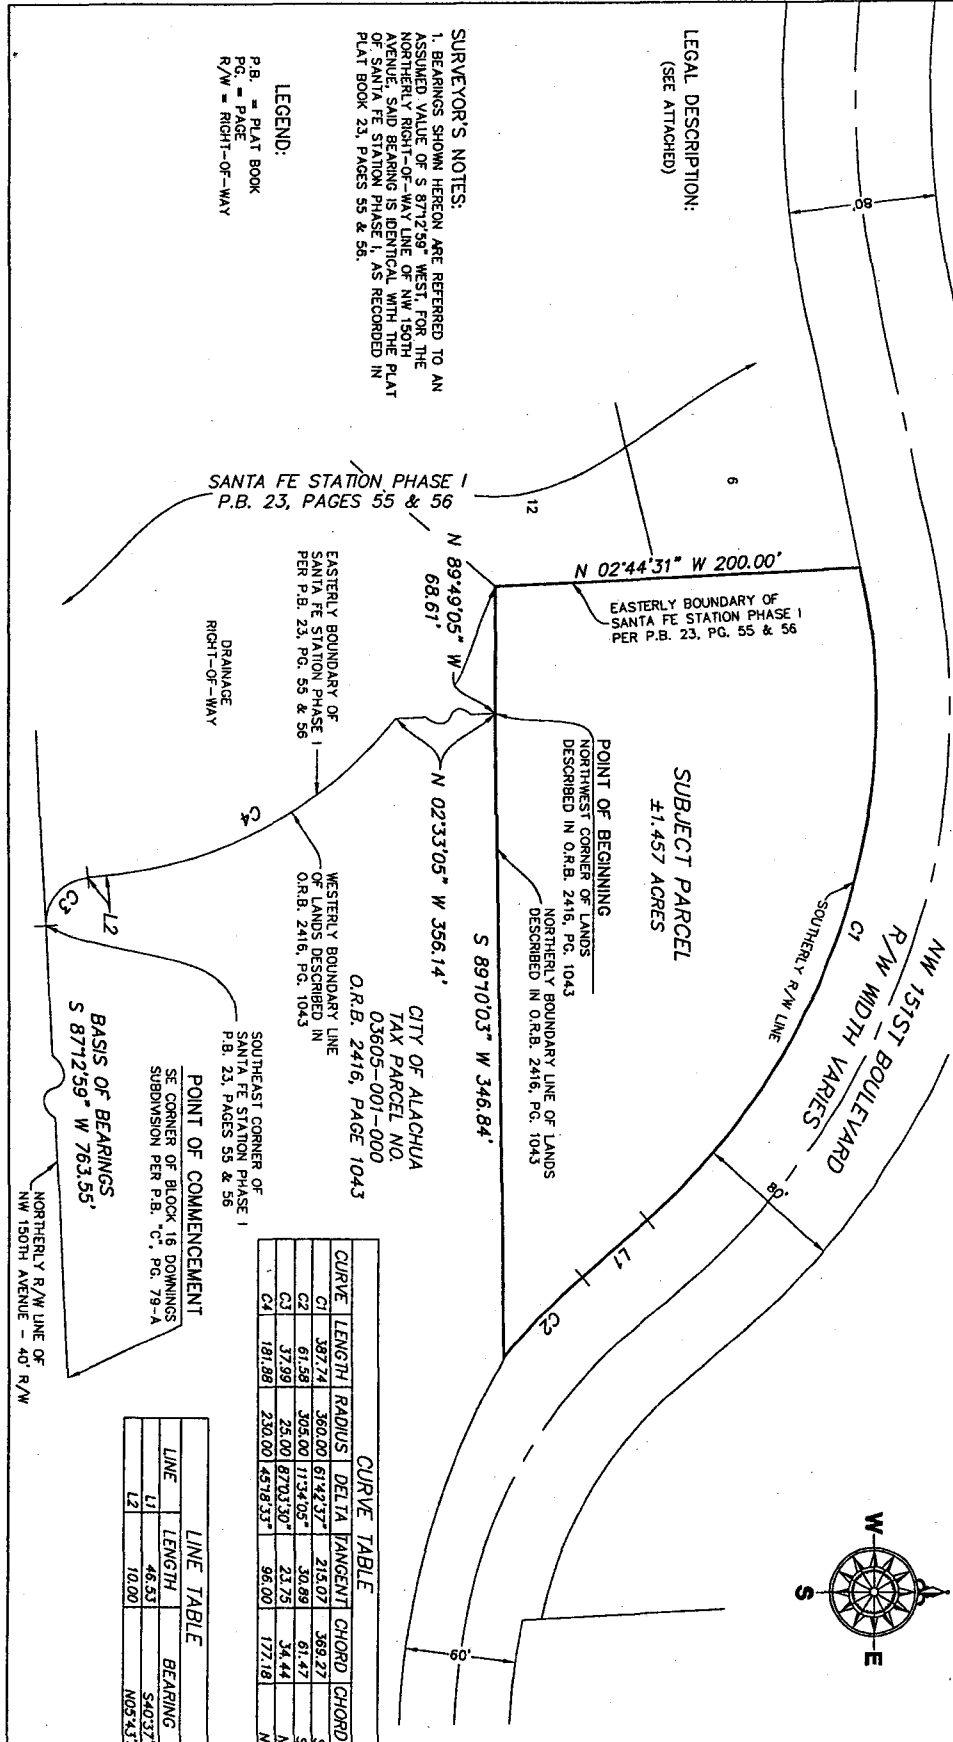 LEGAL DESCRIPTION:
(SEE ATTACHED)
SURVEYOR'S NOTES:
1. BEARINGS SHOWN HEREON ARE REFERRED TO AN
ASSUMED VALUE OF S 87°12'59" WEST, FOR THE
NORTHERLY RIGHT-OF-WAY LINE OF NW 150TH
AVENUE, SAID BEARING IS IDENTICAL WITH THE PLAT
OF SANTA FE STATION PHASE I, AS RECORDED IN
PLAT BOOK 23, PAGES 55 & 56.
LEGEND:
P.B. = PLAT BOOK
PG. = PAGE
R/W = RIGHT-OF-WAY
80'
6
12
SANTA FE STATION PHASE I
P.B. 23, PAGES 55 & 56
N 02°44'31" W 200.00'
EASTERLY BOUNDARY OF
SANTA FE STATION PHASE I
PER P.B. 23, PG. 55 & 56
N 89°49'05" W
68.61'
EASTERLY BOUNDARY OF
SANTA FE STATION PHASE I
PER P.B. 23, PG. 55 & 56
DRAINAGE
RIGHT-OF-WAY
SUBJECT PARCEL
±1.457 ACRES
POINT OF BEGINNING
NORTHWEST CORNER OF LANDS
DESCRIBED IN O.R.B. 2416, PG. 1043
N 02°33'05" W 356.14'
NORTHERLY BOUNDARY LINE OF LANDS
DESCRIBED IN O.R.B. 2416, PG. 1043
S 89°10'03" W 346.84'
WESTERLY BOUNDARY LINE
OF LANDS DESCRIBED IN
O.R.B. 2416, PG. 1043
CITY OF ALACHUA
TAX PARCEL NO.
03605-001-000
O.R.B. 2416, PAGE 1043
C4
L2
C3
SOUTHEAST CORNER OF
SANTA FE STATION PHASE I
P.B. 23, PAGES 55 & 56
BASIS OF BEARINGS
S 87°12'59" W 763.55'
POINT OF COMMENCEMENT
SE CORNER OF BLOCK 16 DOWNINGS
SUBDIVISION PER P.B. "C", PG. 79-A
NORTHERLY R/W LINE OF
NW 150TH AVENUE - 40' R/W
NW 151ST BOULEVARD
R/W WIDTH VARIES
C1
SOUTHERLY R/W LINE
80'
L1
C2
60'
W
S
E
CURVE TABLE
CURVE LENGTH RADIUS DELTA TANGENT CHORD CHORD
C1 387.74 360.00 61°42'37" 215.07 369.27 S
C2 61.58 305.00 11°34'05" 30.89 61.47 S
C3 37.99 25.00 87°03'30" 23.75 34.44 N
C4 181.88 230.00 45°18'33" 96.00 177.18 N
LINE TABLE
LINE LENGTH BEARING
L1 46.53 S40°37'
L2 10.00 N05°43'